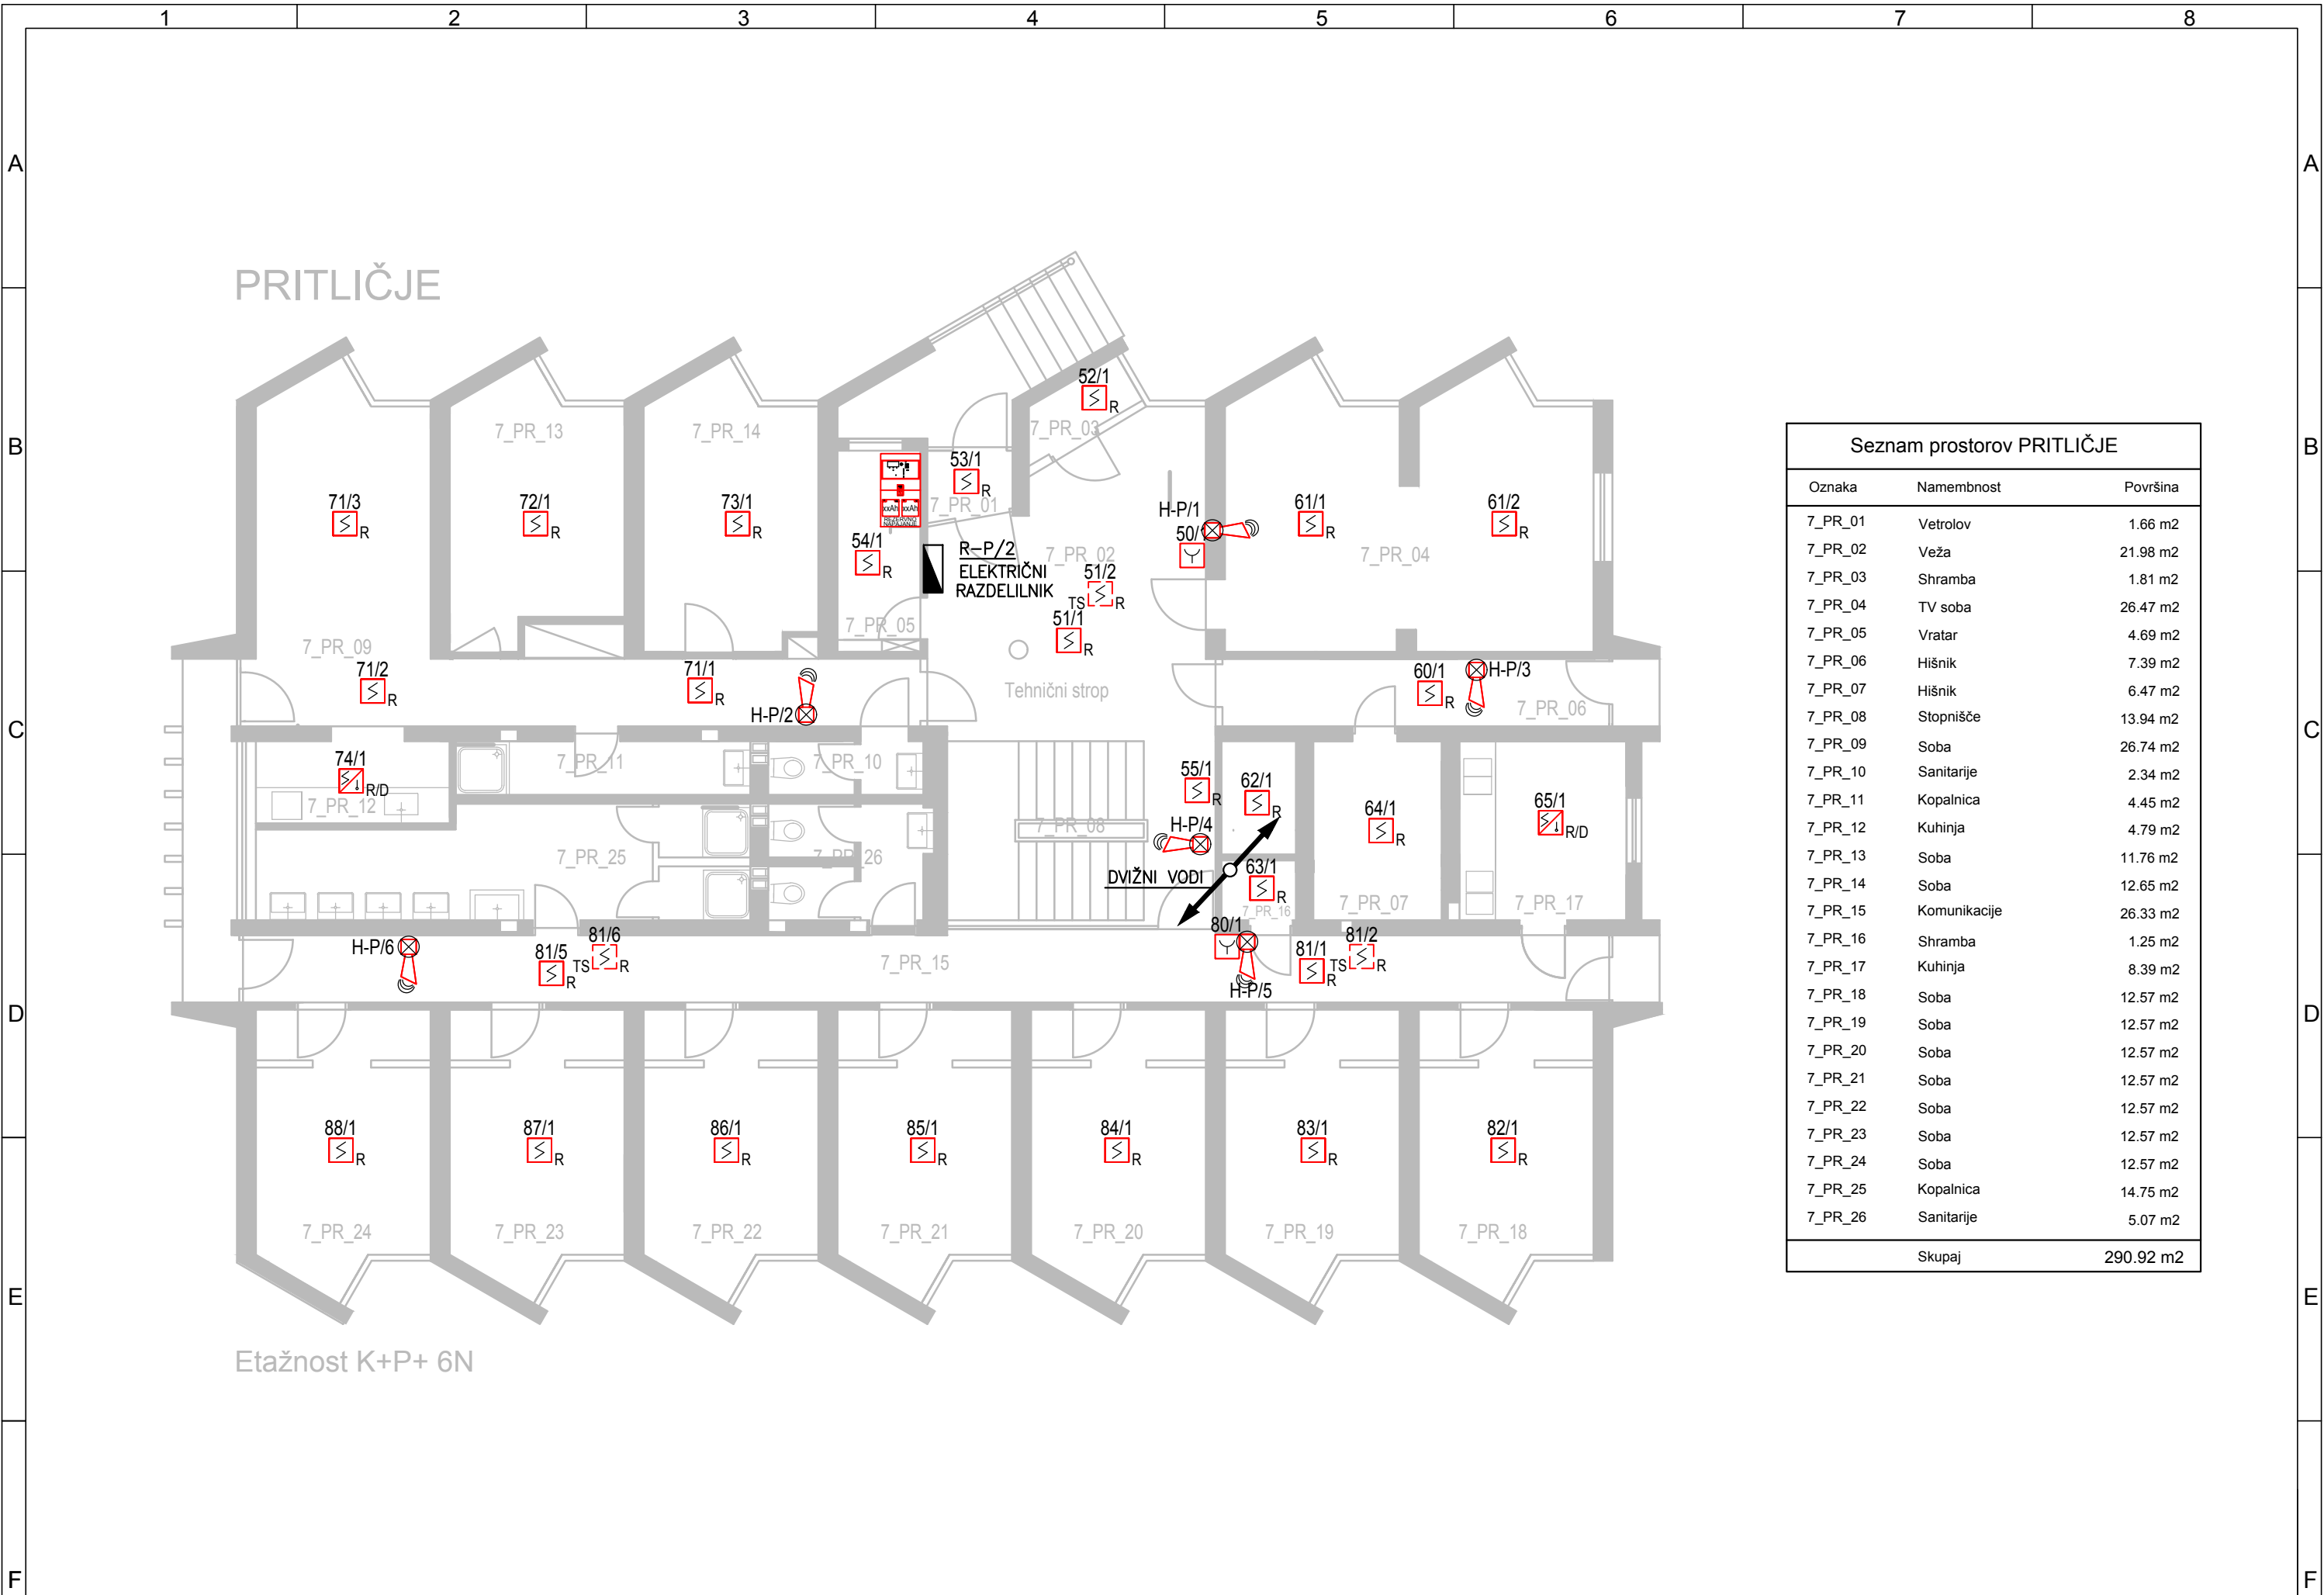 1 2 3 4 5 6 7 8
A A
PRITLIČJE
B B
52/1
R
7_PR_13 7_PR_14 7_PR_03
53/1
R
7_PR_01
71/3 72/1 73/1 H-P/1 61/1 61/2
R R R R R
xxAh xxAh
REZERVNO
NAPAJANJE
54/1
R
R-P/2
ELEKTRIČNI
RAZDELILNIK
50/
7_PR_02 7_PR_04
51/2
TS R
51/1
R
7_PR_05
7_PR_09
71/2 71/1 60/1 H-P/3
R R R
Tehnični strop
H-P/2 7_PR_06
C C
74/1
R/D
7_PR_12
7_PR_11 7_PR_10
55/1
R
62/1
R
64/1
R
65/1
R/D
H-P/4
7_PR_08
7_PR_25 7_PR_26
DVIŽNI VODI
63/1
R
7_PR_16 7_PR_07 7_PR_17
80/1
H-P/6
81/5
R
81/6
TS R
7_PR_15
81/1
R
81/2
TS R
H-P/5
D D
88/1 87/1 86/1 85/1 84/1 83/1 82/1
R R R R R R R
7_PR_24 7_PR_23 7_PR_22 7_PR_21 7_PR_20 7_PR_19 7_PR_18
E E
Etažnost K+P+ 6N
F F
Seznam prostorov PRITLIČJE
Oznaka Namembnost Površina
7_PR_01 Vetrolov 1.66 m2
7_PR_02 Veža 21.98 m2
7_PR_03 Shramba 1.81 m2
7_PR_04 TV soba 26.47 m2
7_PR_05 Vratar 4.69 m2
7_PR_06 Hišnik 7.39 m2
7_PR_07 Hišnik 6.47 m2
7_PR_08 Stopnišče 13.94 m2
7_PR_09 Soba 26.74 m2
7_PR_10 Sanitarije 2.34 m2
7_PR_11 Kopalnica 4.45 m2
7_PR_12 Kuhinja 4.79 m2
7_PR_13 Soba 11.76 m2
7_PR_14 Soba 12.65 m2
7_PR_15 Komunikacije 26.33 m2
7_PR_16 Shramba 1.25 m2
7_PR_17 Kuhinja 8.39 m2
7_PR_18 Soba 12.57 m2
7_PR_19 Soba 12.57 m2
7_PR_20 Soba 12.57 m2
7_PR_21 Soba 12.57 m2
7_PR_22 Soba 12.57 m2
7_PR_23 Soba 12.57 m2
7_PR_24 Soba 12.57 m2
7_PR_25 Kopalnica 14.75 m2
7_PR_26 Sanitarije 5.07 m2
Skupaj 290.92 m2